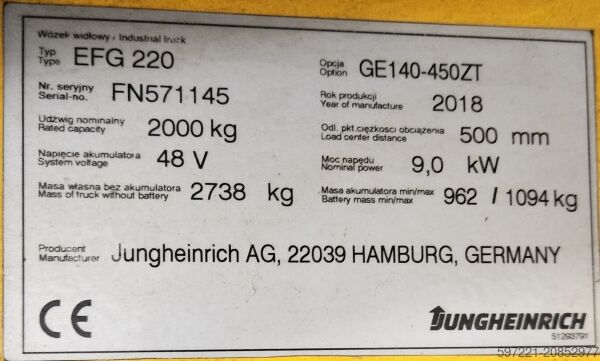 Wózek widłowy / Industrial truck
Typ
Type EFG 220
Opcja
Option GE140-450ZT
Nr. seryjny
Serial-no. FN571145
Rok produkcji
Year of manufacture 2018
Udźwig nominalny
Rated capacity 2000 kg
Odl. pkt.ciężkości obciążenia
Load center distance 500 mm
Napięcie akumulatora
System voltage 48 V
Moc napędu
Nominal power 9,0 kW
Masa własna bez akumulatora
Mass of truck without battery 2738 kg
Masa akumulatora min/max
Battery mass min/max 962 / 1094 kg
Producent
Manufacturer Jungheinrich AG, 22039 HAMBURG, GERMANY
CE
JUNGHEINRICH
51293791
597221-20852977